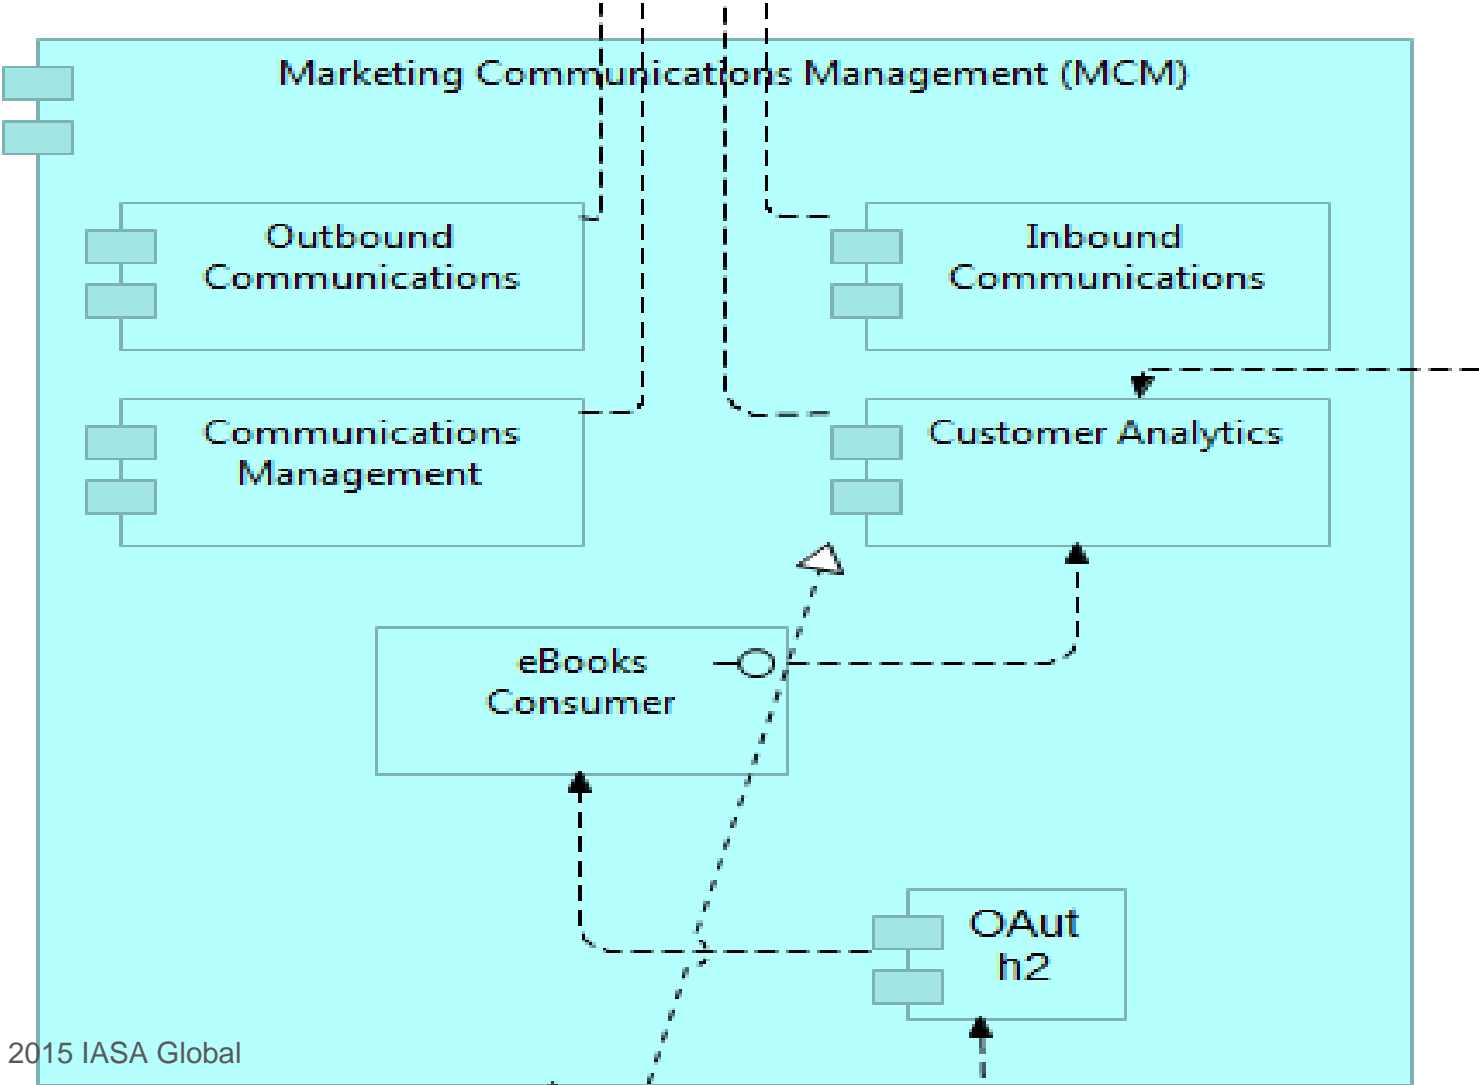 Marketing Communications Management (MCM)
Outbound
Communications
Inbound
Communications
Communications
Management
Customer Analytics
eBooks
Consumer
OAut
h2
2015 IASA Global